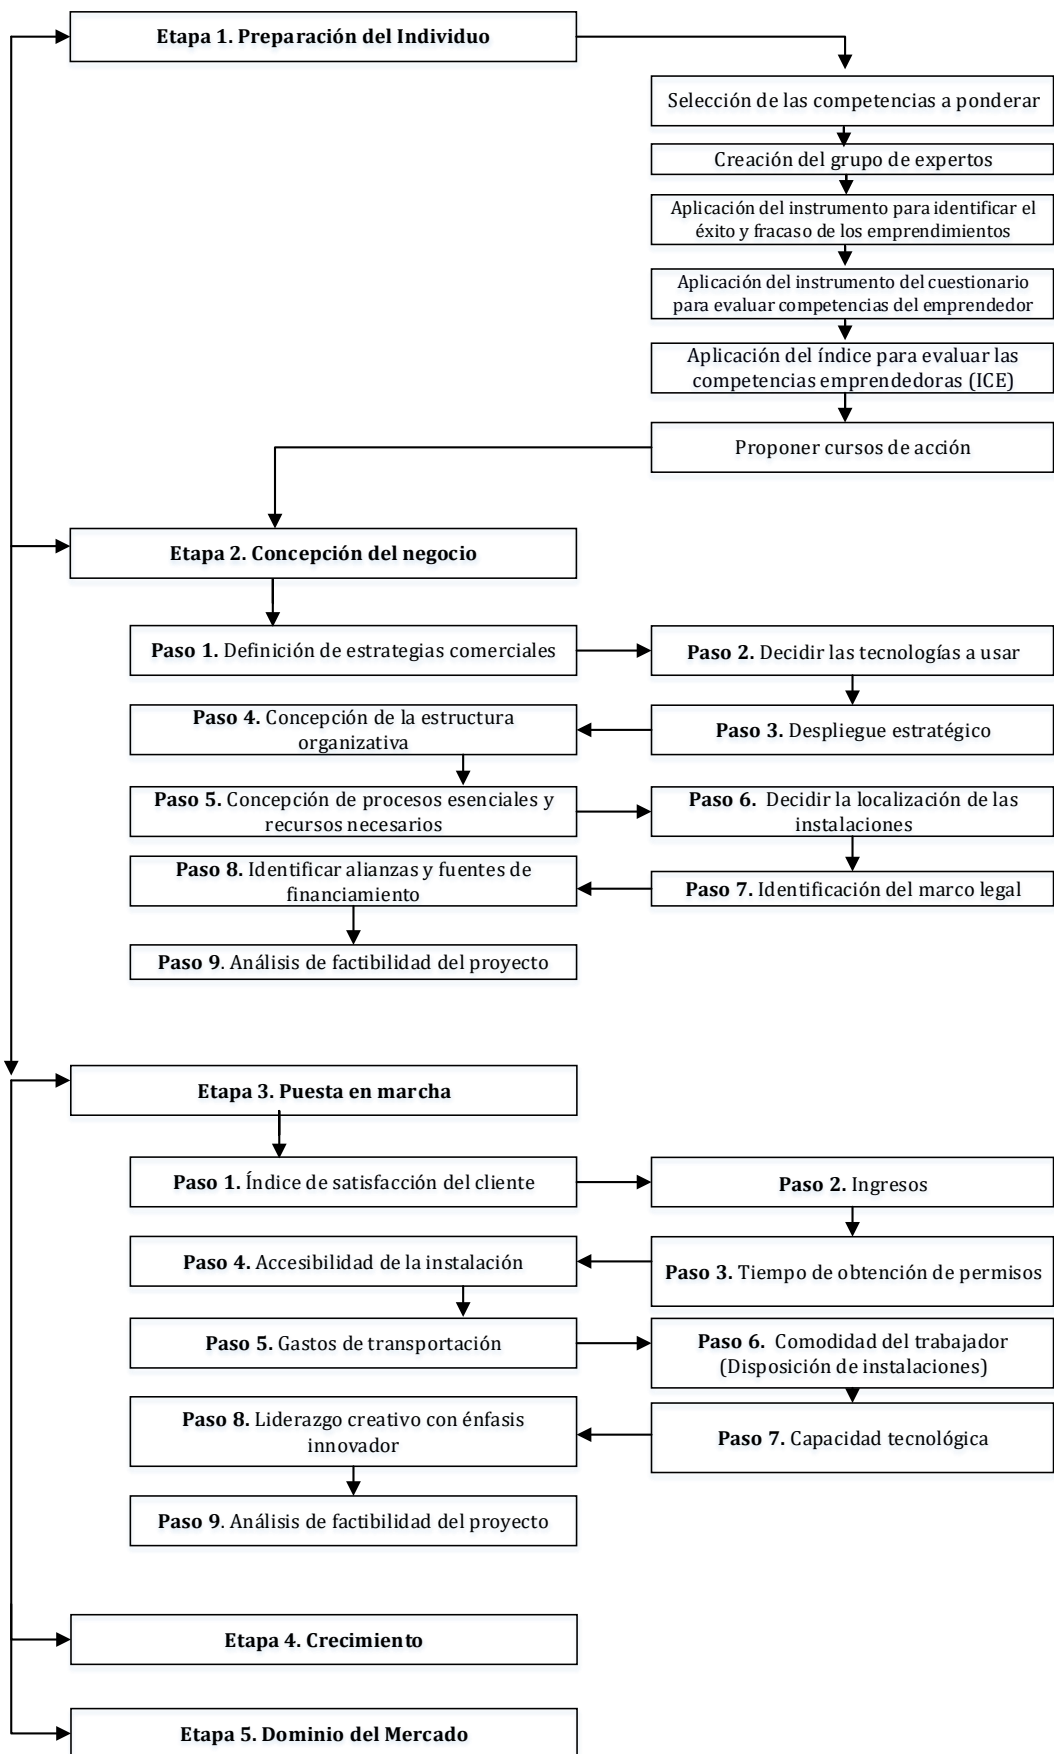 Etapa 1. Preparación del Individuo
Selección de las competencias a ponderar
Creación del grupo de expertos
Aplicación del instrumento para identificar el
éxito y fracaso de los emprendimientos
Aplicación del instrumento del cuestionario
para evaluar competencias del emprendedor
Aplicación del índice para evaluar las
competencias emprendedoras (ICE)
Proponer cursos de acción
Etapa 2. Concepción del negocio
Paso 1. Definición de estrategias comerciales
Paso 2. Decidir las tecnologías a usar
Paso 3. Despliegue estratégico
Paso 4. Concepción de la estructura
organizativa
Paso 5. Concepción de procesos esenciales y
recursos necesarios
Paso 6. Decidir la localización de las
instalaciones
Paso 7. Identificación del marco legal
Paso 8. Identificar alianzas y fuentes de
financiamiento
Paso 9. Análisis de factibilidad del proyecto
Etapa 3. Puesta en marcha
Paso 1. Índice de satisfacción del cliente
Paso 2. Ingresos
Paso 3. Tiempo de obtención de permisos
Paso 4. Accesibilidad de la instalación
Paso 5. Gastos de transportación
Paso 6. Comodidad del trabajador
(Disposición de instalaciones)
Paso 7. Capacidad tecnológica
Paso 8. Liderazgo creativo con énfasis
innovador
Paso 9. Análisis de factibilidad del proyecto
Etapa 4. Crecimiento
Etapa 5. Dominio del Mercado